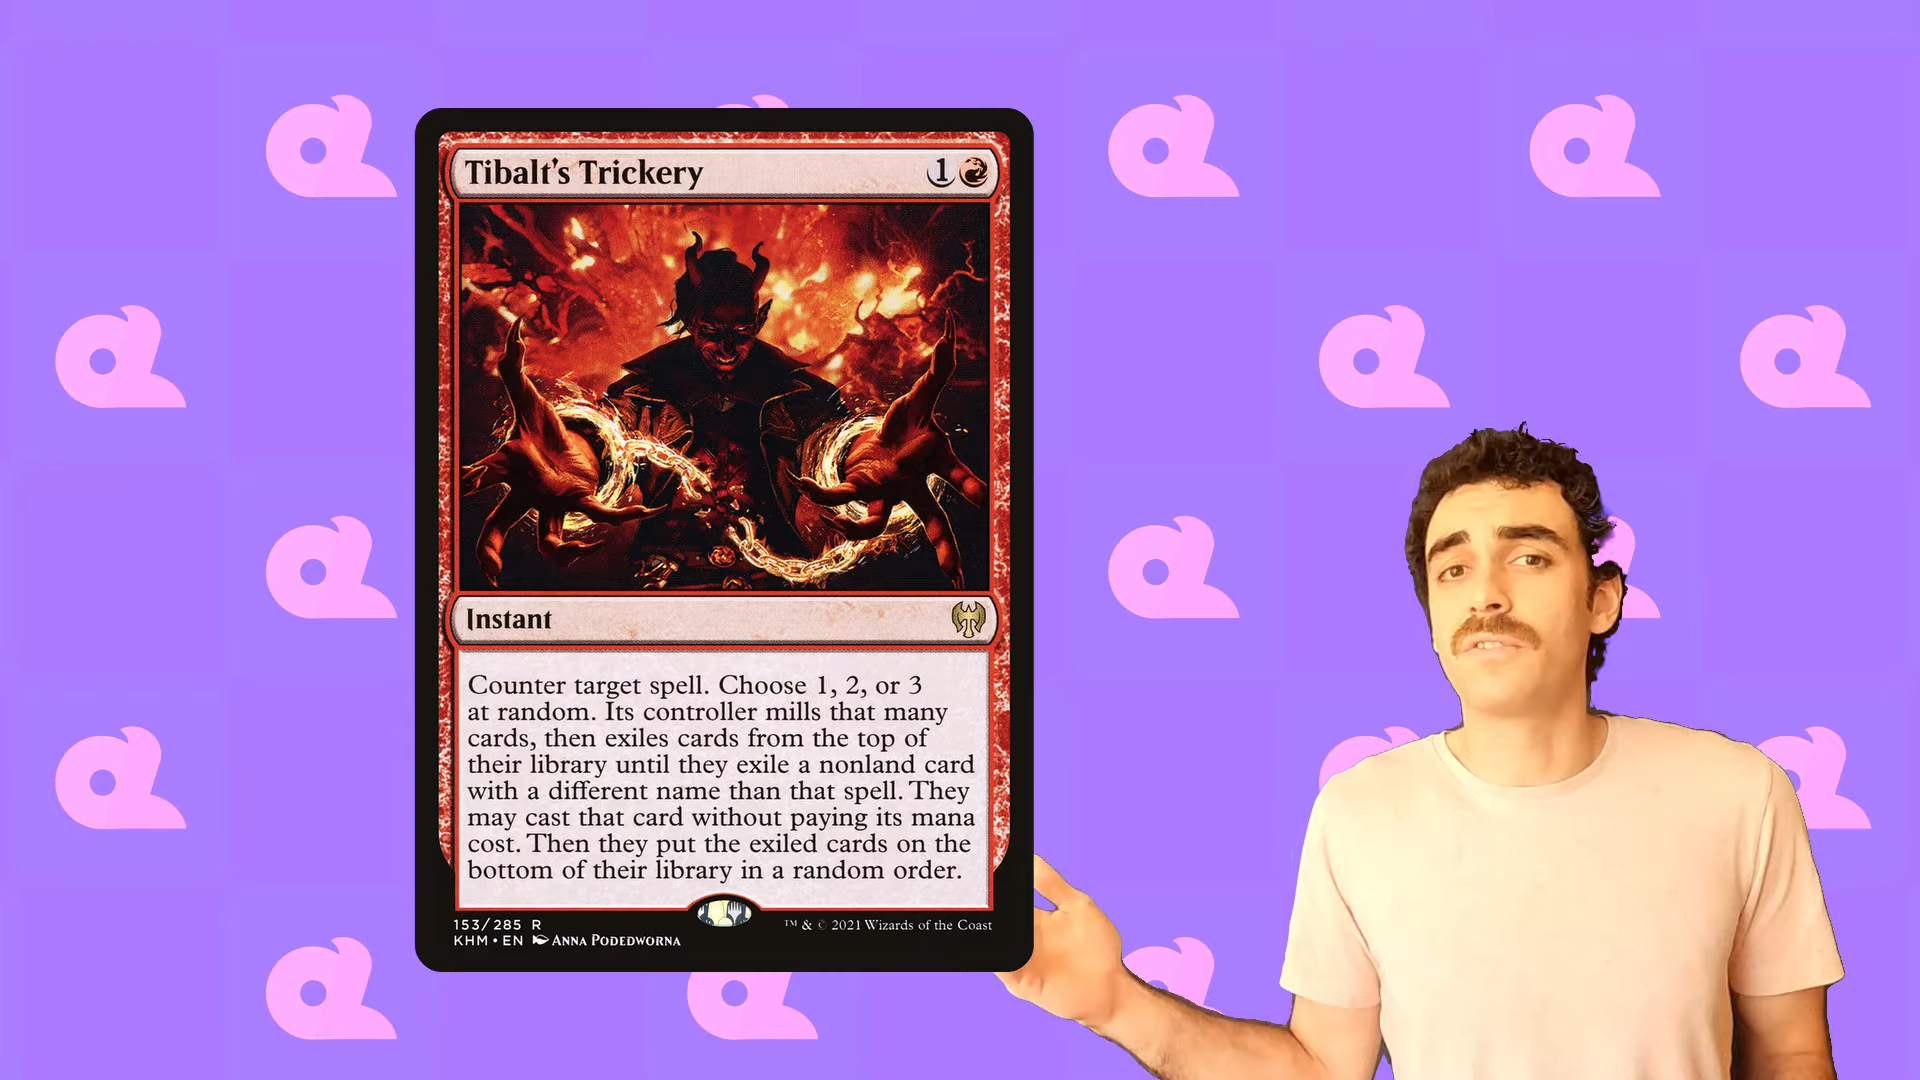 Tibalt's Trickery 1
Instant
Counter target spell. Choose 1, 2, or 3
at random. Its controller mills that many
cards, then exiles cards from the top of
their library until they exile a nonland card
with a different name than that spell. They
may cast that card without paying its mana
cost. Then they put the exiled cards on the
bottom of their library in a random order.
153/285 R
KHM • EN Anna Podedworna
™ & © 2021 Wizards of the Coast